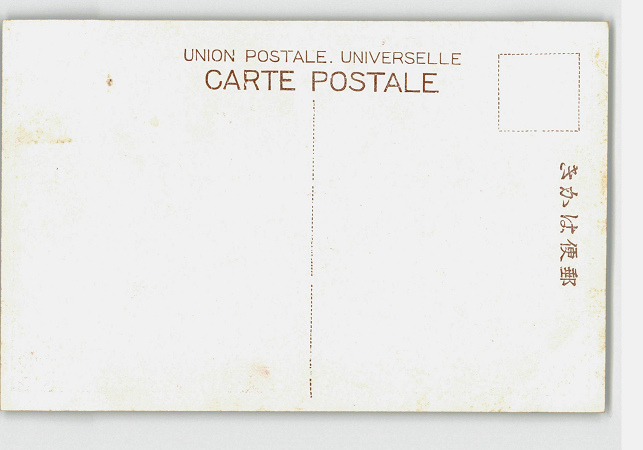 UNION POSTALE. UNIVERSELLE
CARTE POSTALE
郵便はかき